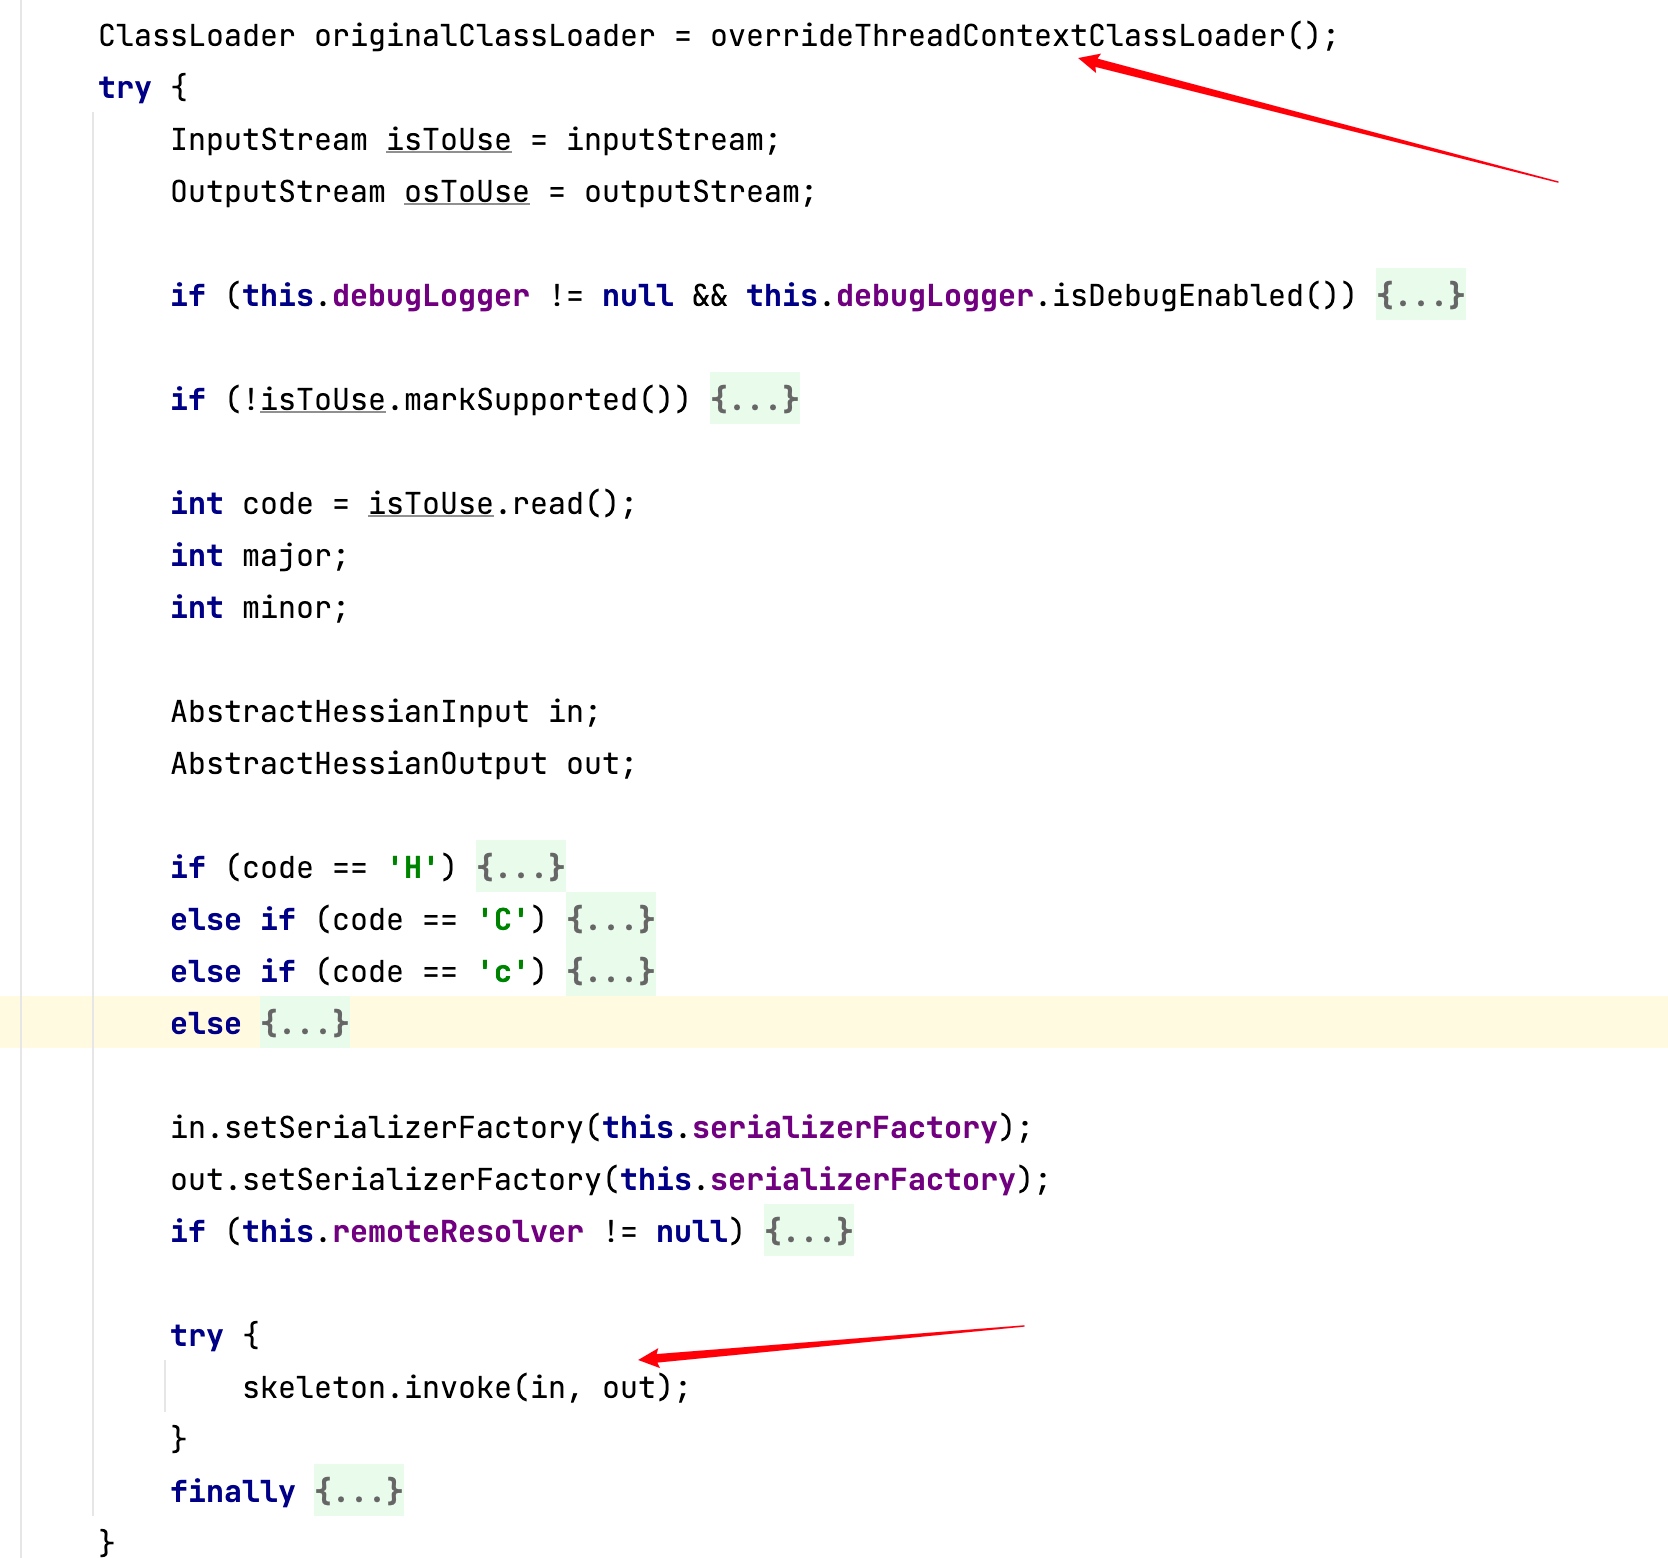 ClassLoader originalClassLoader = overrideThreadContextClassLoader();
try {
InputStream isToUse = inputStream;
OutputStream osToUse = outputStream;
if (this.debugLogger != null && this.debugLogger.isDebugEnabled()) {...}
if (!isToUse.markSupported()) {...}
int code = isToUse.read();
int major;
int minor;
AbstractHessianInput in;
AbstractHessianOutput out;
if (code == 'H') {...}
else if (code == 'C') {...}
else if (code == 'c') {...}
else {...}
in.setSerializerFactory(this.serializerFactory);
out.setSerializerFactory(this.serializerFactory);
if (this.remoteResolver != null) {...}
try {
skeleton.invoke(in, out);
}
finally {...}
}